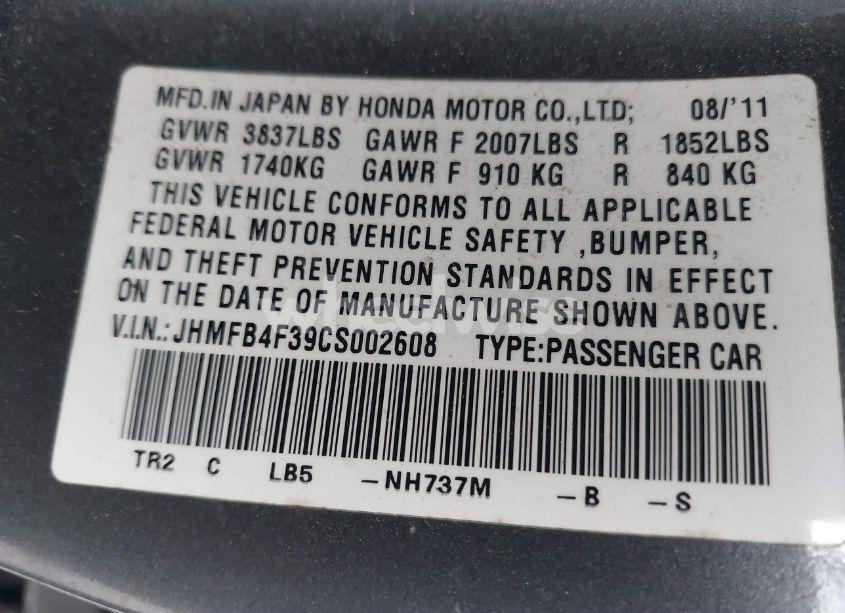 MFD.IN JAPAN BY HONDA MOTOR CO.,LTD; 08/'11
GVWR 3837LBS GAWR F 2007LBS R 1852LBS
GVWR 1740KG GAWR F 910 KG R 840 KG
THIS VEHICLE CONFORMS TO ALL APPLICABLE
FEDERAL MOTOR VEHICLE SAFETY ,BUMPER,
AND THEFT PREVENTION STANDARDS IN EFFECT
ON THE DATE OF MANUFACTURE SHOWN ABOVE.
V.I.N.: JHMFB4F39CS002608 TYPE:PASSENGER CAR
TR2 C LB5 -NH737M -B -S